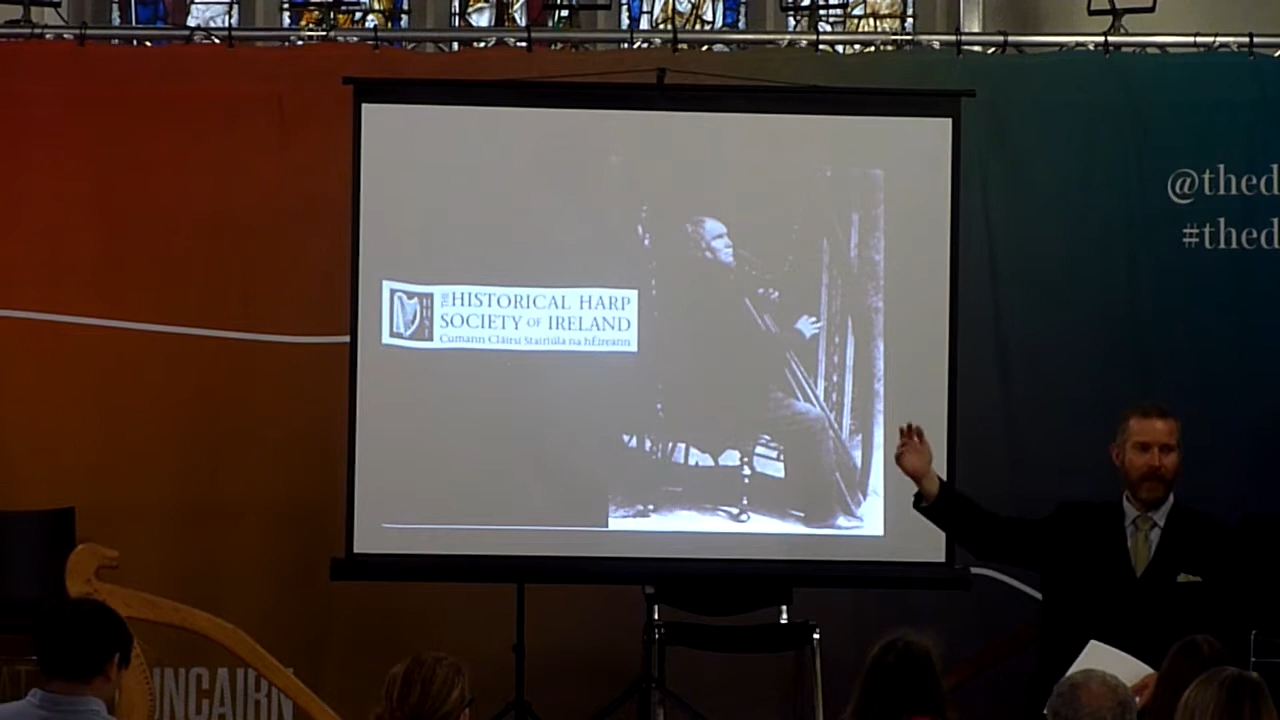 @thed
#thed
THE HISTORICAL HARP
SOCIETY OF IRELAND
Cumann Cláirsí Stairiúla na hÉireann
UNCAIRN